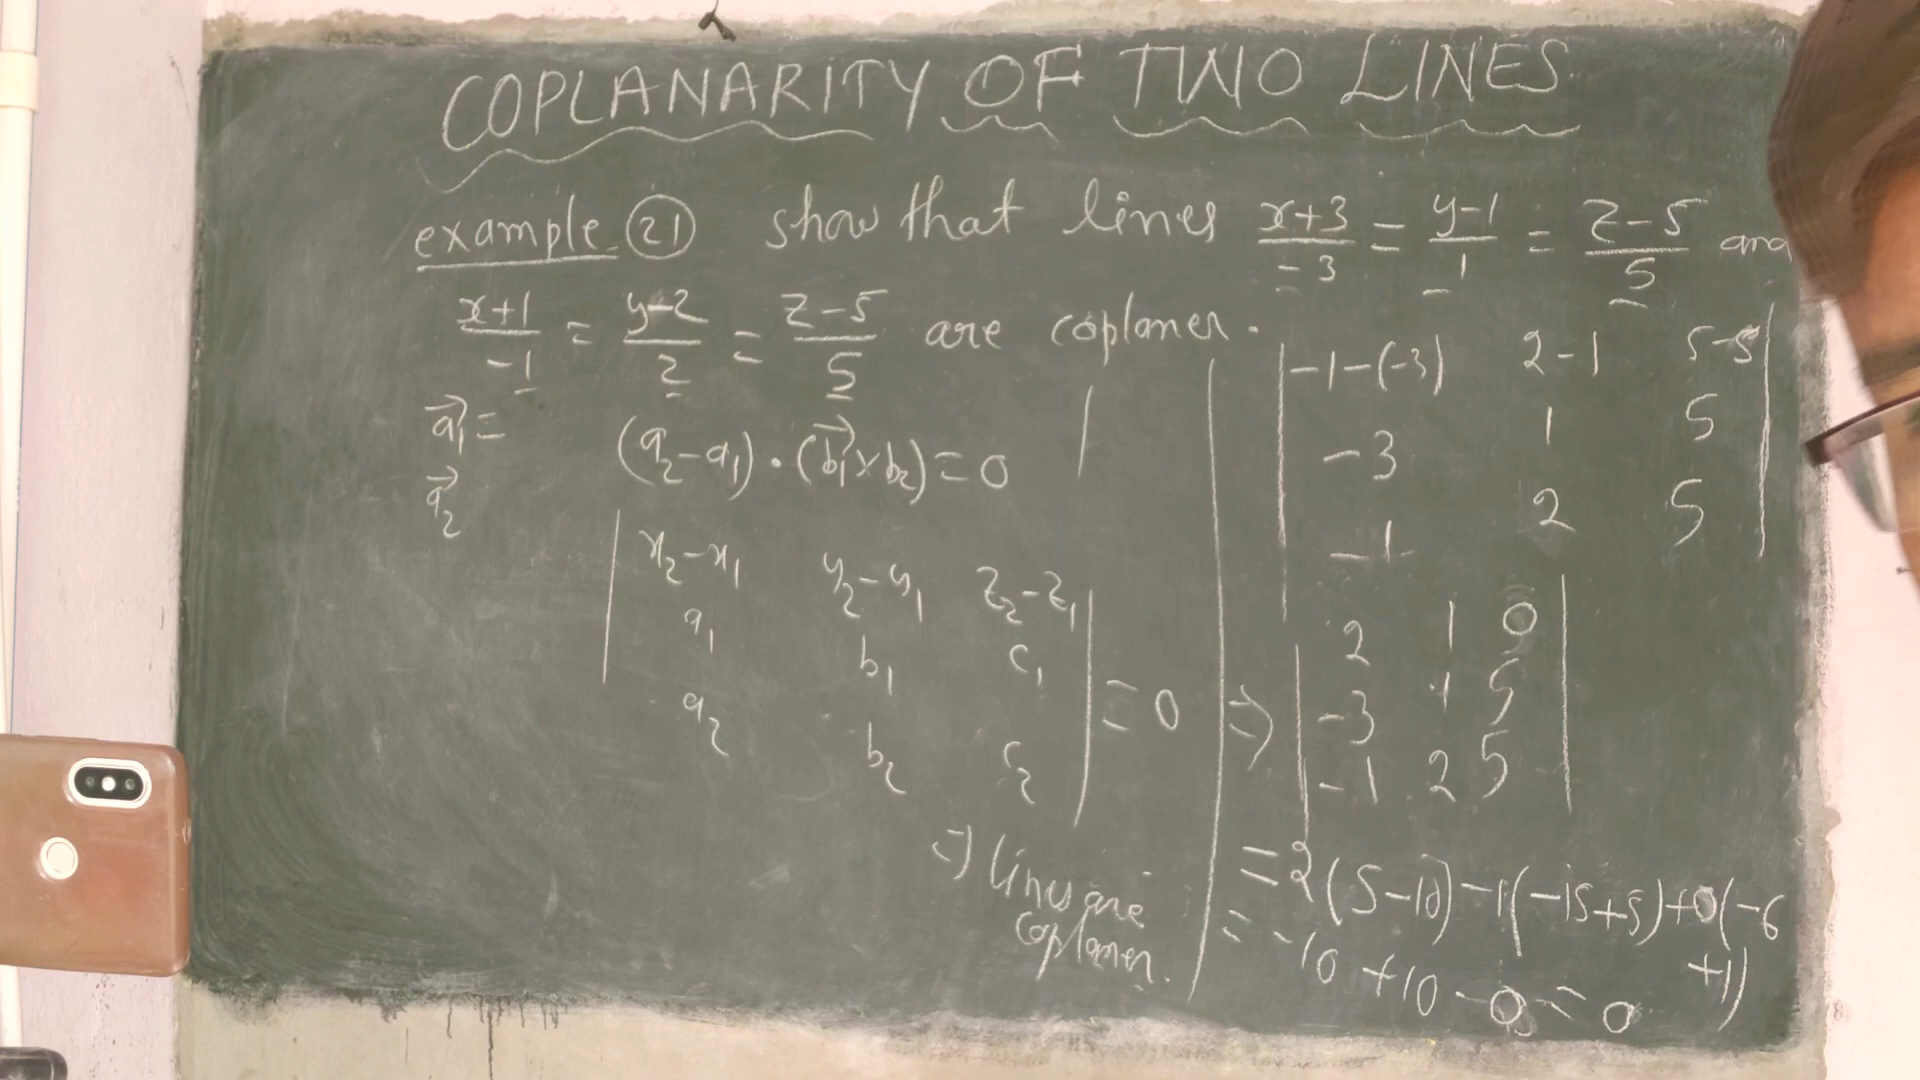 COPLANARITY OF TWO LINES
example (21) show that lines x+3/-3 = y-1/1 = z-5/5 and
x+1/-1 = y-2/2 = z-5/5 are coplaner.
a₁⃗ =
a₂⃗
(a₂-a₁) · (b₁⃗×b₂) = 0
| x₂-x₁ y₂-y₁ z₂-z₁ |
| a₁ b₁ c₁ |
| a₂ b₂ c₂ | = 0
=) lines are
coplaner.
| -1-(-3) 2-1 5-5 |
| -3 1 5 |
| -1 2 5 |
=) | 2 1 0 |
| -3 1 5 |
| -1 2 5 |
= 2(5-10) -1(-15+5) +0(-6
+1)
= -10 +10 -0 = 0